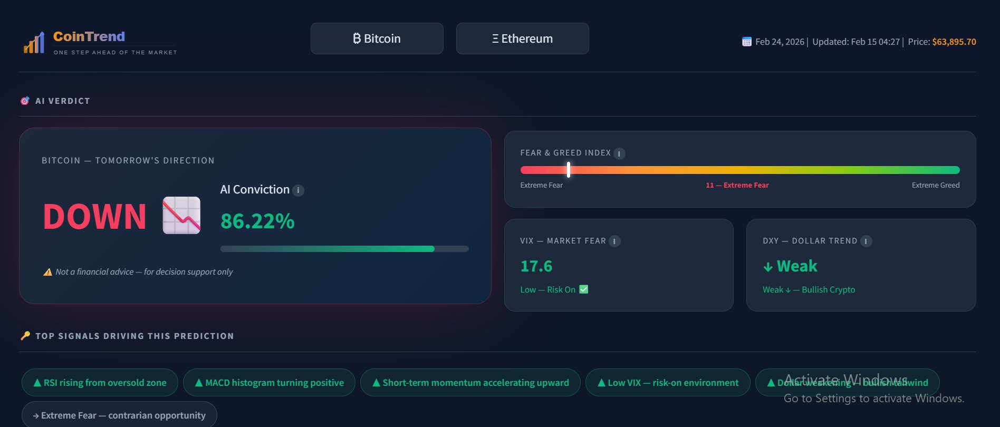 CoinTrend
ONE STEP AHEAD OF THE MARKET
₿ Bitcoin
Ξ Ethereum
📅 Feb 24, 2026 | Updated: Feb 15 04:27 | Price: $63,895.70
🎯 AI VERDICT
BITCOIN — TOMORROW'S DIRECTION
DOWN
AI Conviction i
86.22%
⚠️ Not a financial advice — for decision support only
FEAR & GREED INDEX I
Extreme Fear
11 — Extreme Fear
Extreme Greed
VIX — MARKET FEAR I
17.6
Low — Risk On ✅
DXY — DOLLAR TREND I
↓ Weak
Weak ↓ — Bullish Crypto
🔑 TOP SIGNALS DRIVING THIS PREDICTION
▲ RSI rising from oversold zone
▲ MACD histogram turning positive
▲ Short-term momentum accelerating upward
▲ Low VIX — risk-on environment
▲ Dollar weakening — bullish tailwind
→ Extreme Fear — contrarian opportunity
Activate Windows
Go to Settings to activate Windows.